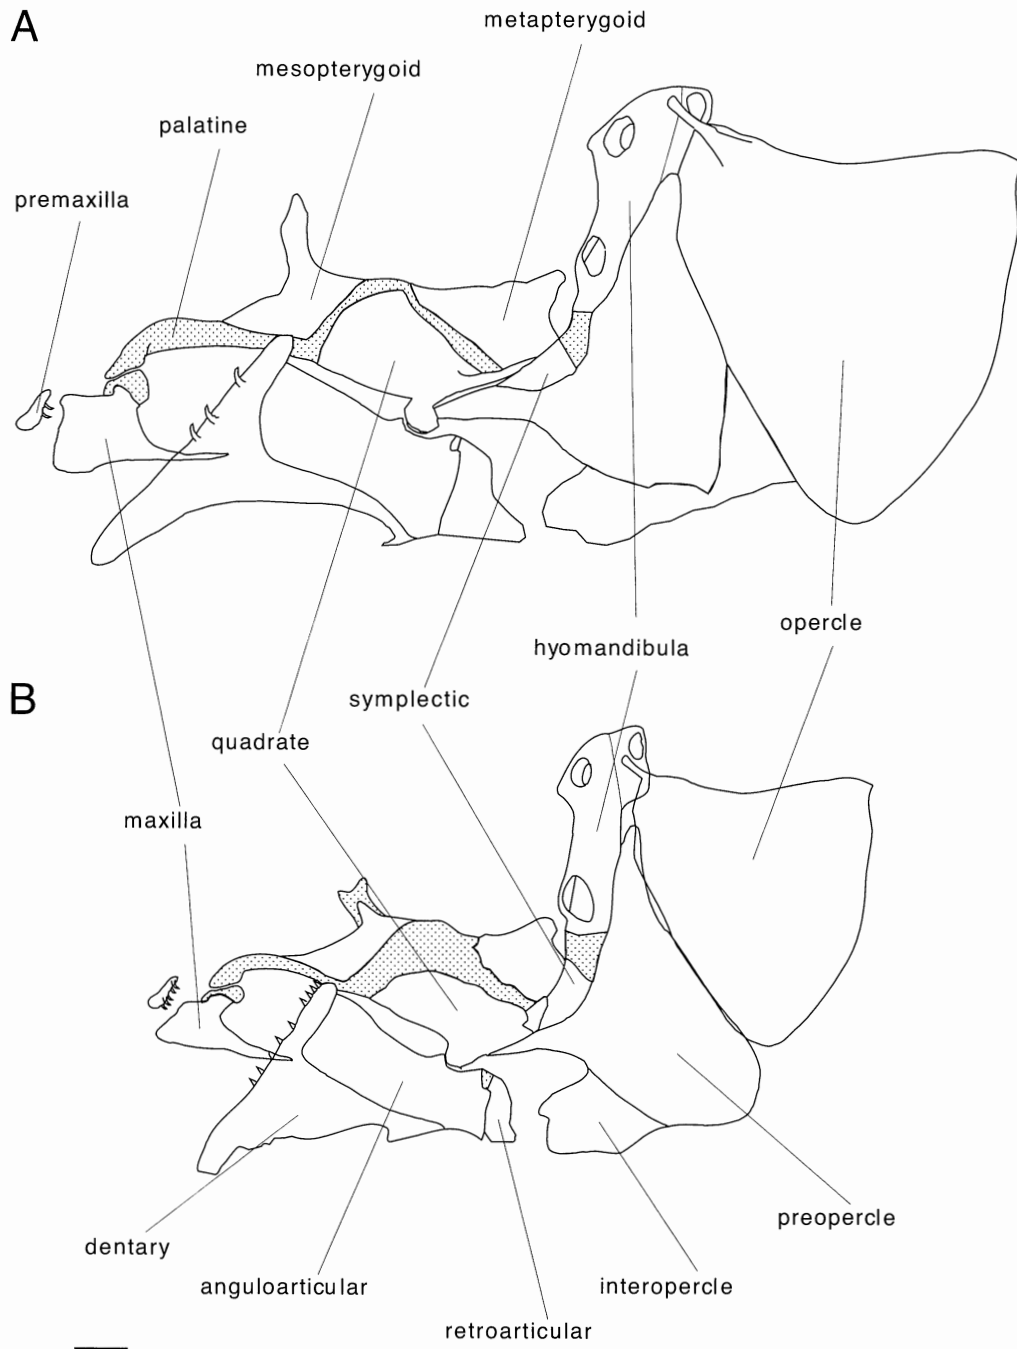 A
metapterygoid
mesopterygoid
palatine
premaxilla
opercle
hyomandibula
B
symplectic
quadrate
maxilla
preopercle
dentary
anguloarticular
interopercle
retroarticular